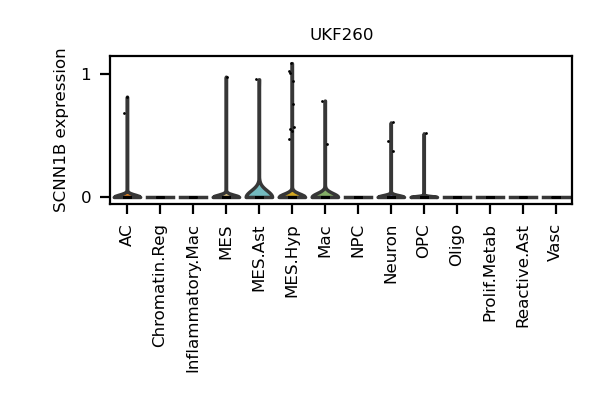 UKF260
SCNN1B expression
1
0
AC
Chromatin.Reg
Inflammatory.Mac
MES
MES.Ast
MES.Hyp
Mac
NPC
Neuron
OPC
Oligo
Prolif.Metab
Reactive.Ast
Vasc